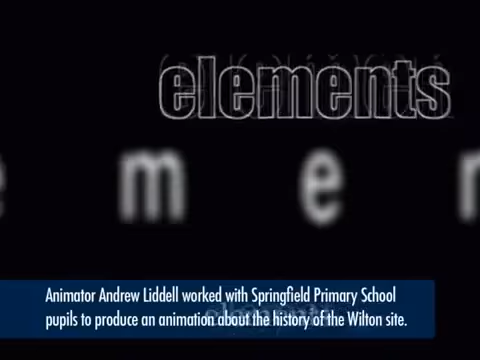 elements
e m e n
Animator Andrew Liddell worked with Springfield Primary School
pupils to produce an animation about the history of the Wilton site.